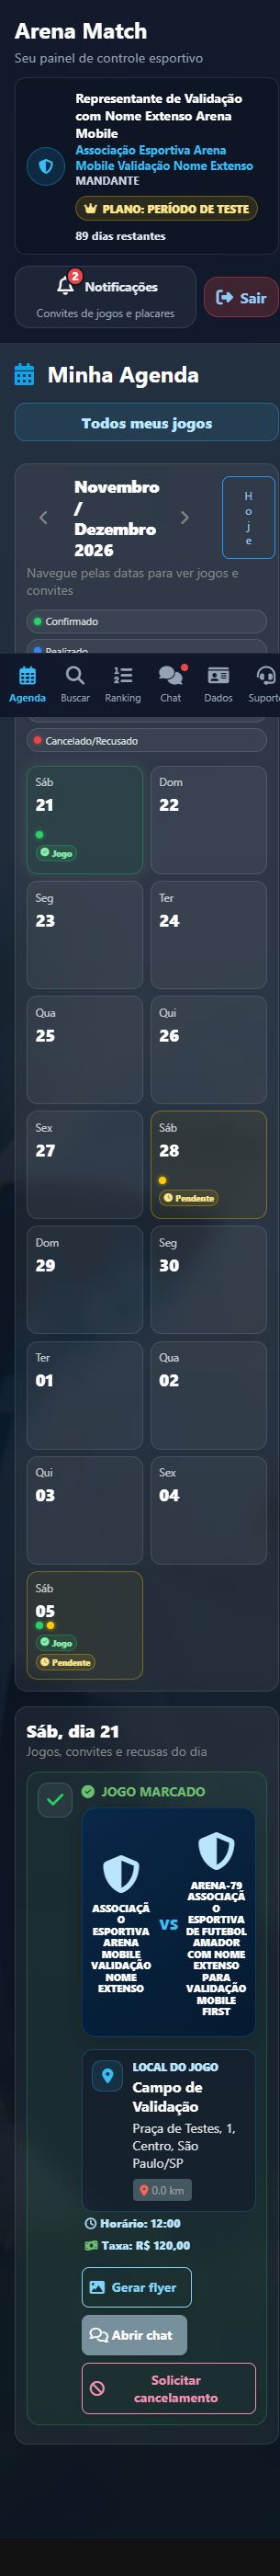 Arena Match
Seu painel de controle esportivo
Representante de Validação
com Nome Extenso Arena
Mobile
Associação Esportiva Arena
Mobile Validação Nome Extenso
MANDANTE
PLANO: PERÍODO DE TESTE
89 dias restantes
2
Notificações
Convites de jogos e placares
Sair
Minha Agenda
Todos meus jogos
Novembro
/
Dezembro
2026
H
o
j
e
Navegue pelas datas para ver jogos e
convites
Confirmado
Realizado
Agenda
Buscar
Ranking
Chat
Dados
Suporte
Cancelado/Recusado
Sáb
21
Jogo
Dom
22
Seg
23
Ter
24
Qua
25
Qui
26
Sex
27
Sáb
28
Pendente
Dom
29
Seg
30
Ter
01
Qua
02
Qui
03
Sex
04
Sáb
05
Jogo
Pendente
Sáb, dia 21
Jogos, convites e recusas do dia
JOGO MARCADO
ASSOCIAÇÃ
O
ESPORTIVA
ARENA
MOBILE
VALIDAÇÃO
NOME
EXTENSO
VS
ARENA-79
ASSOCIAÇÃ
O
ESPORTIVA
DE FUTEBOL
AMADOR
COM NOME
EXTENSO
PARA
VALIDAÇÃO
MOBILE
FIRST
LOCAL DO JOGO
Campo de
Validação
Praça de Testes, 1,
Centro, São
Paulo/SP
0.0 km
Horário: 12:00
Taxa: R$ 120,00
Gerar flyer
Abrir chat
Solicitar
cancelamento